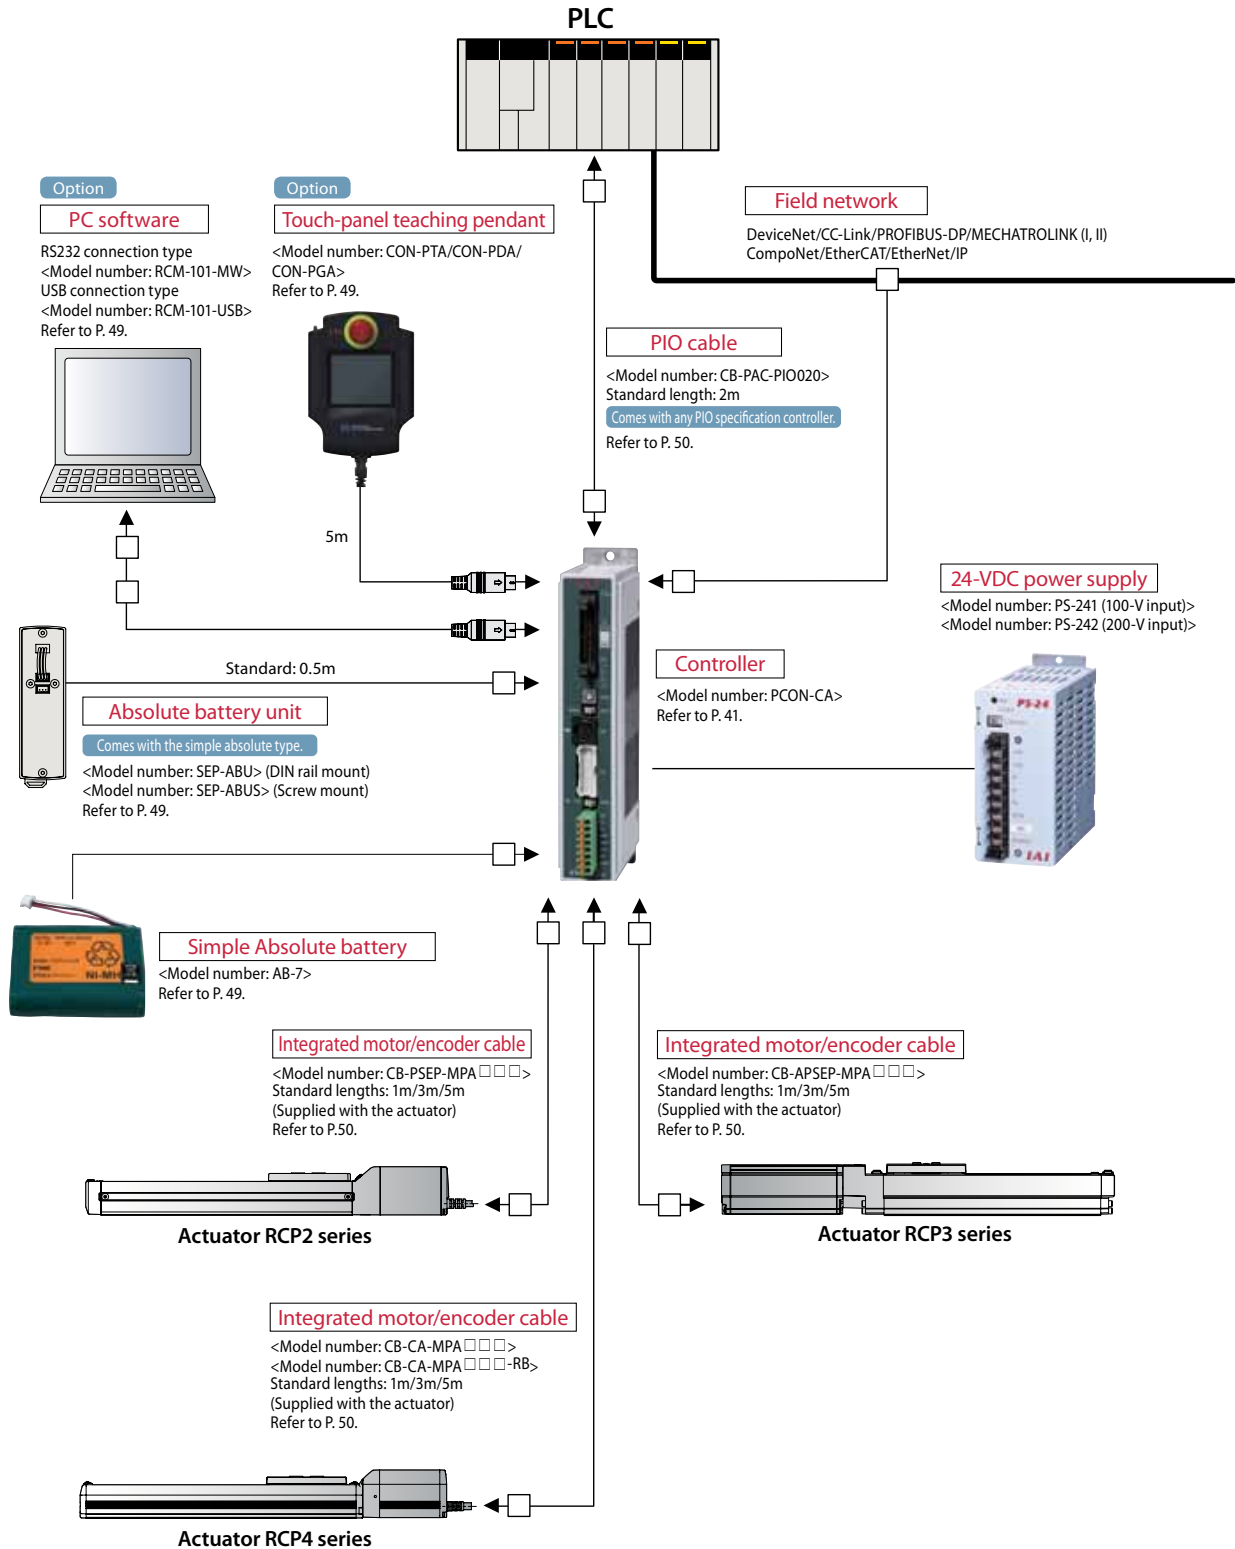 PLC
Option
PC software
RS232 connection type
<Model number: RCM-101-MW>
USB connection type
<Model number: RCM-101-USB>
Refer to P. 49.
Option
Touch-panel teaching pendant
<Model number: CON-PTA/CON-PDA/
CON-PGA>
Refer to P. 49.
5m
Field network
DeviceNet/CC-Link/PROFIBUS-DP/MECHATROLINK (I, II)
CompoNet/EtherCAT/EtherNet/IP
PIO cable
<Model number: CB-PAC-PIO020>
Standard length: 2m
Comes with any PIO specification controller.
Refer to P. 50.
24-VDC power supply
<Model number: PS-241 (100-V input)>
<Model number: PS-242 (200-V input)>
PS-24
IAI
Controller
<Model number: PCON-CA>
Refer to P. 41.
Standard: 0.5m
Absolute battery unit
Comes with the simple absolute type.
<Model number: SEP-ABU> (DIN rail mount)
<Model number: SEP-ABUS> (Screw mount)
Refer to P. 49.
Simple Absolute battery
<Model number: AB-7>
Refer to P. 49.
Ni-MH
Integrated motor/encoder cable
<Model number: CB-PSEP-MPA□□□>
Standard lengths: 1m/3m/5m
(Supplied with the actuator)
Refer to P.50.
Actuator RCP2 series
Integrated motor/encoder cable
<Model number: CB-APSEP-MPA□□□>
Standard lengths: 1m/3m/5m
(Supplied with the actuator)
Refer to P. 50.
Actuator RCP3 series
Integrated motor/encoder cable
<Model number: CB-CA-MPA□□□>
<Model number: CB-CA-MPA□□□-RB>
Standard lengths: 1m/3m/5m
(Supplied with the actuator)
Refer to P. 50.
Actuator RCP4 series